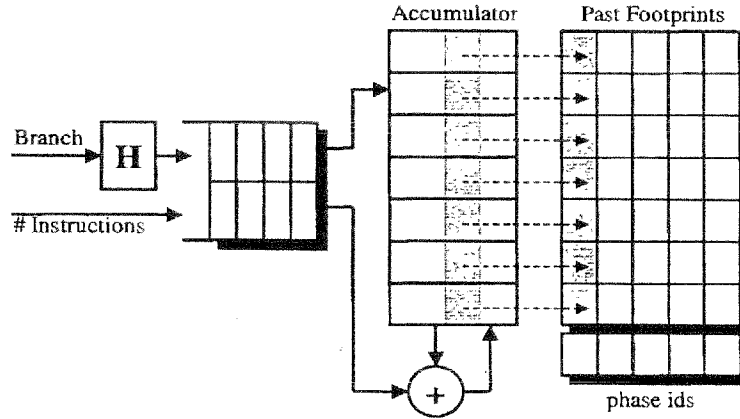 Accumulator
Past Footprints
Branch
H
# Instructions
+
phase ids